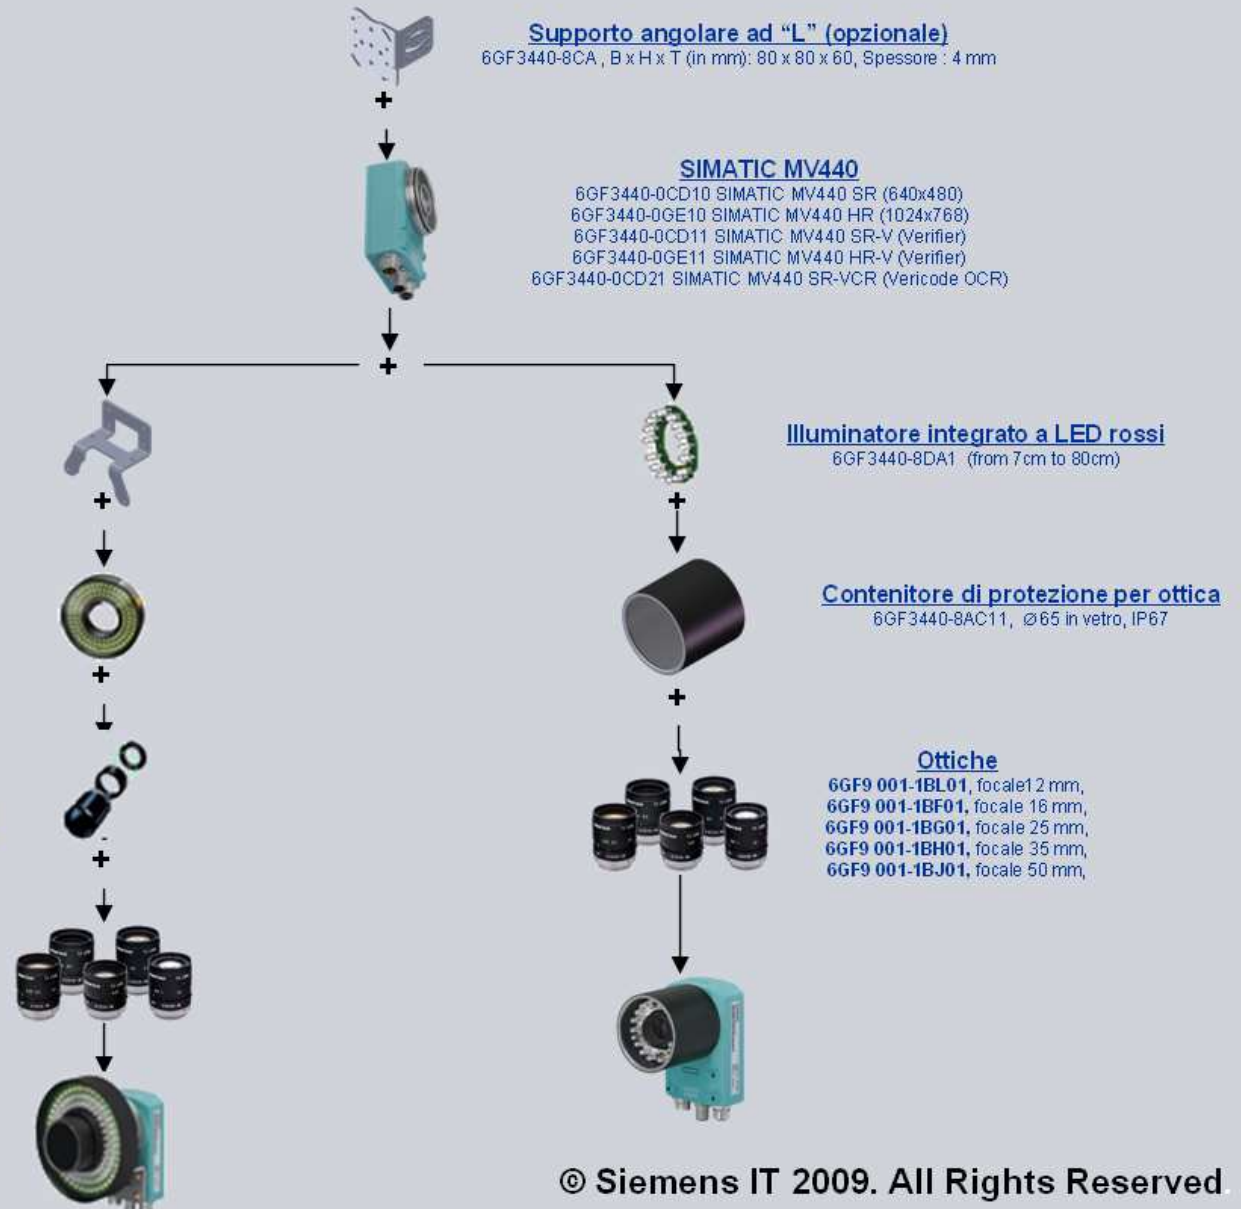 Supporto angolare ad “L” (opzionale)
6GF3440-8CA , B x H x T (in mm): 80 x 80 x 60, Spessore : 4 mm
+
SIMATIC MV440
6GF3440-0CD10 SIMATIC MV440 SR (640x480)
6GF3440-0GE10 SIMATIC MV440 HR (1024x768)
6GF3440-0CD11 SIMATIC MV440 SR-V (Verifier)
6GF3440-0GE11 SIMATIC MV440 HR-V (Verifier)
6GF3440-0CD21 SIMATIC MV440 SR-VCR (Vericode OCR)
+
Illuminatore integrato a LED rossi
6GF3440-8DA1 (from 7cm to 80cm)
+
+
Contenitore di protezione per ottica
6GF3440-8AC11, Ø65 in vetro, IP67
+
+
Ottiche
6GF9 001-1BL01, focale12 mm,
6GF9 001-1BF01, focale 16 mm,
6GF9 001-1BG01, focale 25 mm,
6GF9 001-1BH01, focale 35 mm,
6GF9 001-1BJ01, focale 50 mm,
+
© Siemens IT 2009. All Rights Reserved.